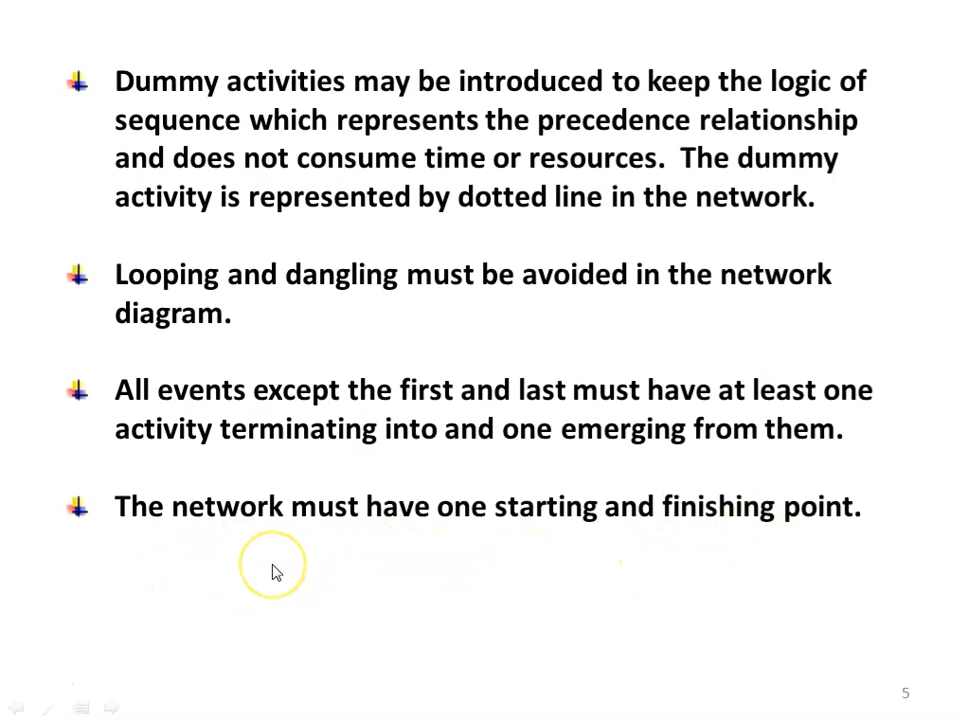 Dummy activities may be introduced to keep the logic of
sequence which represents the precedence relationship
and does not consume time or resources.  The dummy
activity is represented by dotted line in the network.
Looping and dangling must be avoided in the network
diagram.
All events except the first and last must have at least one
activity terminating into and one emerging from them.
The network must have one starting and finishing point.
5